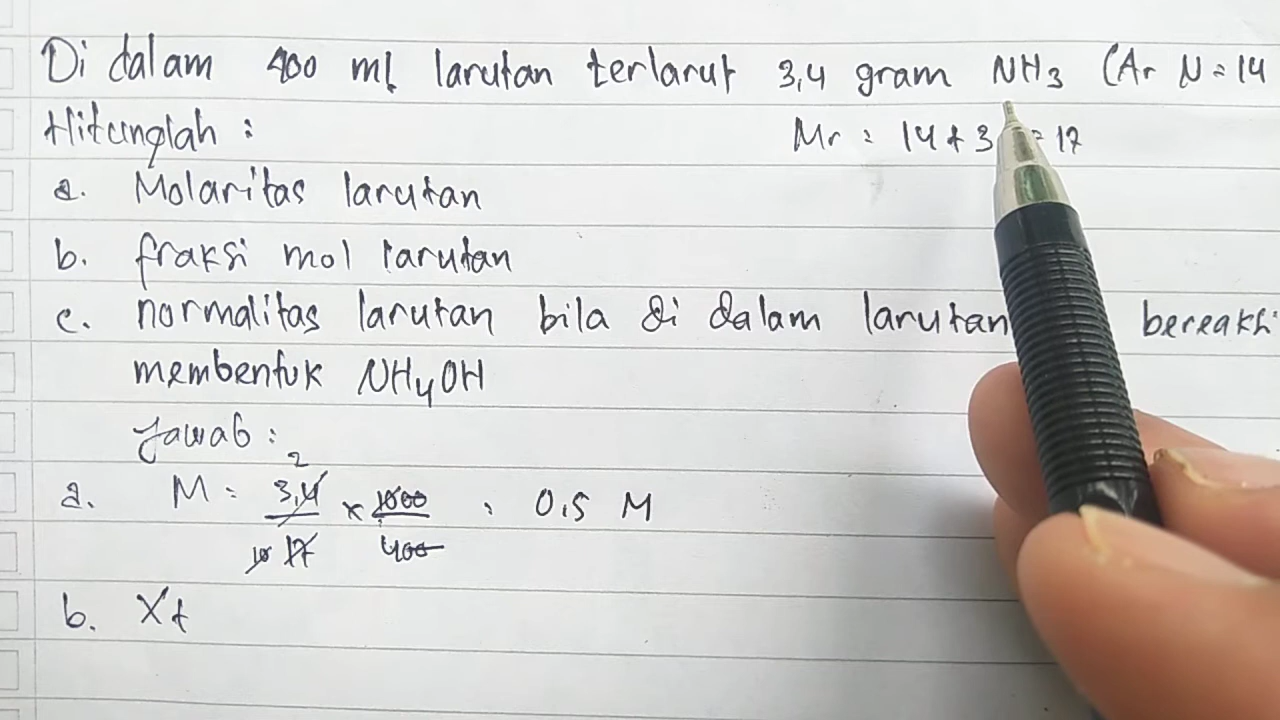 Di dalam 400 ml larutan terlarut 3,4 gram NH3 (Ar N = 14
Hitunglah :
Mr = 14 + 3 = 17
a. Molaritas larutan
b. fraksi mol larutan
c. normalitas larutan bila di dalam larutan bereaksi
membentuk NH4OH
Jawab :
2
a. M = 3,4 x 1000 = 0,5 M
10 17 400
b. Xt